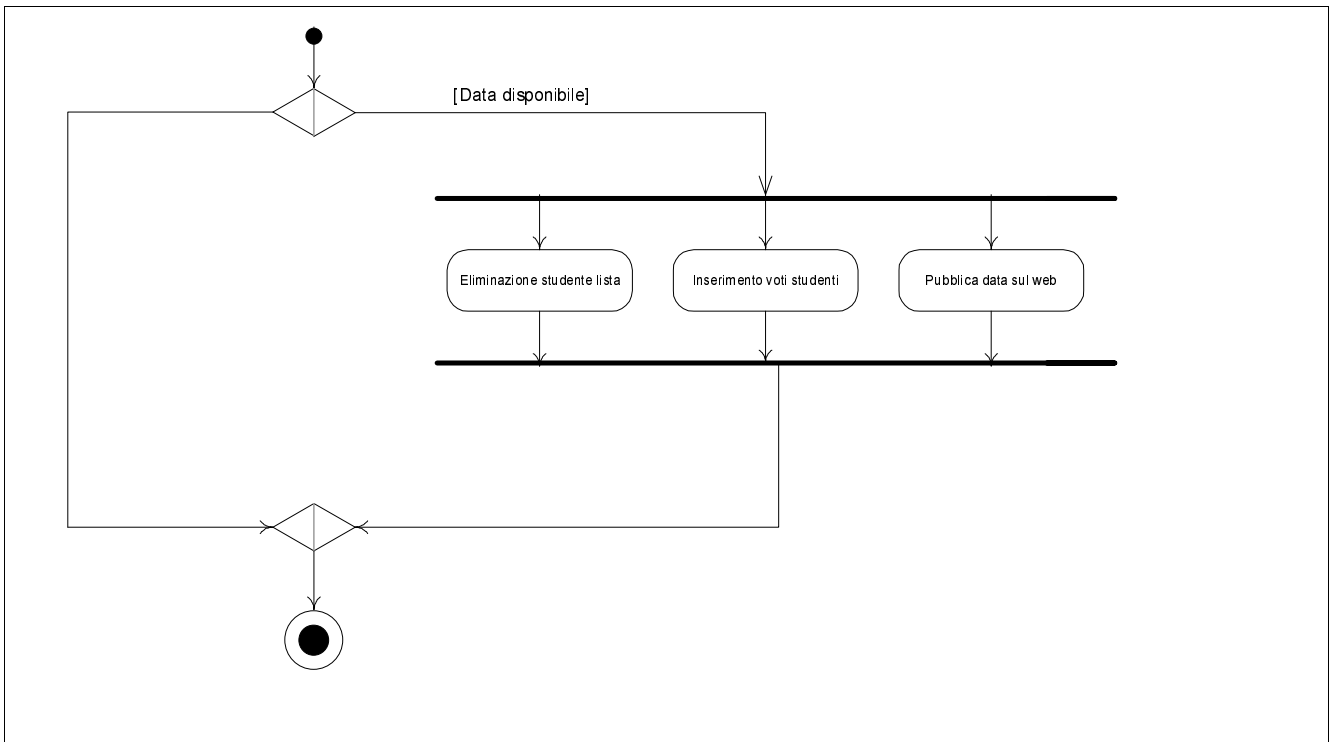 [Data disponibile]
Eliminazione studente lista
Inserimento voti studenti
Pubblica data sul web